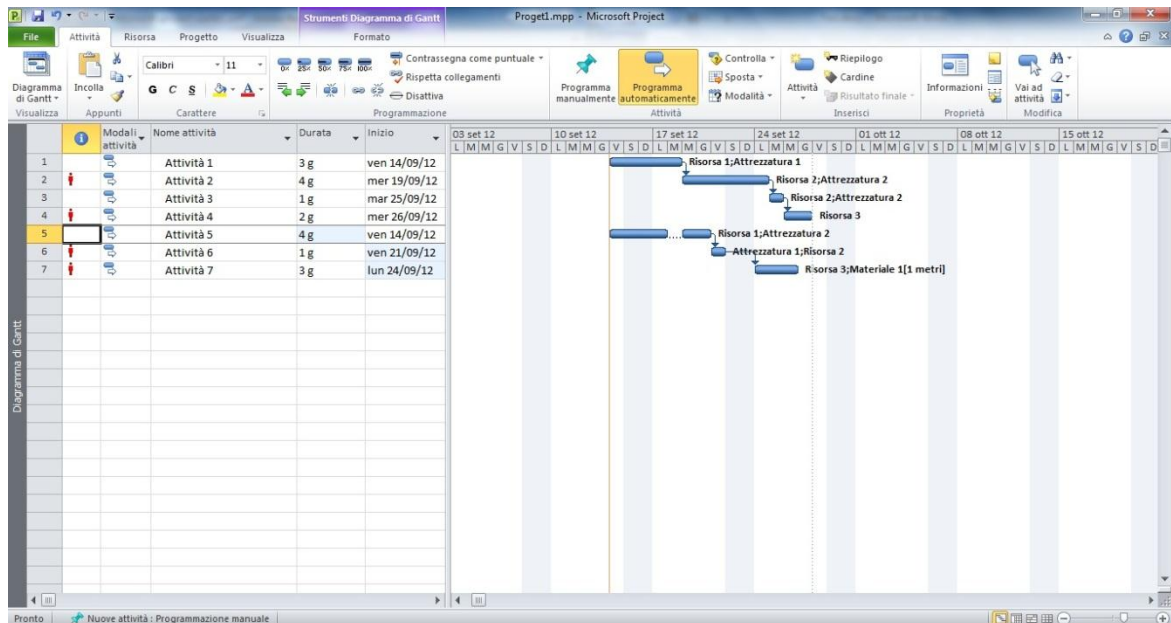 Strumenti Diagramma di Gantt Proget1.mpp - Microsoft Project
File Attività Risorsa Progetto Visualizza Formato
Diagramma di Gantt
Visualizza
Incolla
Appunti
Calibri 11
G C S A
Carattere
0× 25× 50× 75× 100×
Contrassegna come puntuale
Rispetta collegamenti
Disattiva
Programmazione
Programma manualmente
Programma automaticamente
Controlla
Sposta
Modalità
Attività
Attività
Riepilogo
Cardine
Risultato finale
Inserisci
Informazioni
Proprietà
Vai ad attività
Modifica
Modali attività Nome attività Durata Inizio
03 set 12 10 set 12 17 set 12 24 set 12 01 ott 12 08 ott 12 15 ott 12
L M M G V S D L M M G V S D L M M G V S D L M M G V S D L M M G V S D L M M G V S D L M M G V S D
1 Attività 1 3 g ven 14/09/12 Risorsa 1;Attrezzatura 1
2 Attività 2 4 g mer 19/09/12 Risorsa 2;Attrezzatura 2
3 Attività 3 1 g mar 25/09/12 Risorsa 2;Attrezzatura 2
4 Attività 4 2 g mer 26/09/12 Risorsa 3
5 Attività 5 4 g ven 14/09/12 Risorsa 1;Attrezzatura 2
6 Attività 6 1 g ven 21/09/12 Attrezzatura 1;Risorsa 2
7 Attività 7 3 g lun 24/09/12 Risorsa 3;Materiale 1[1 metri]
Diagramma di Gantt
Pronto Nuove attività : Programmazione manuale